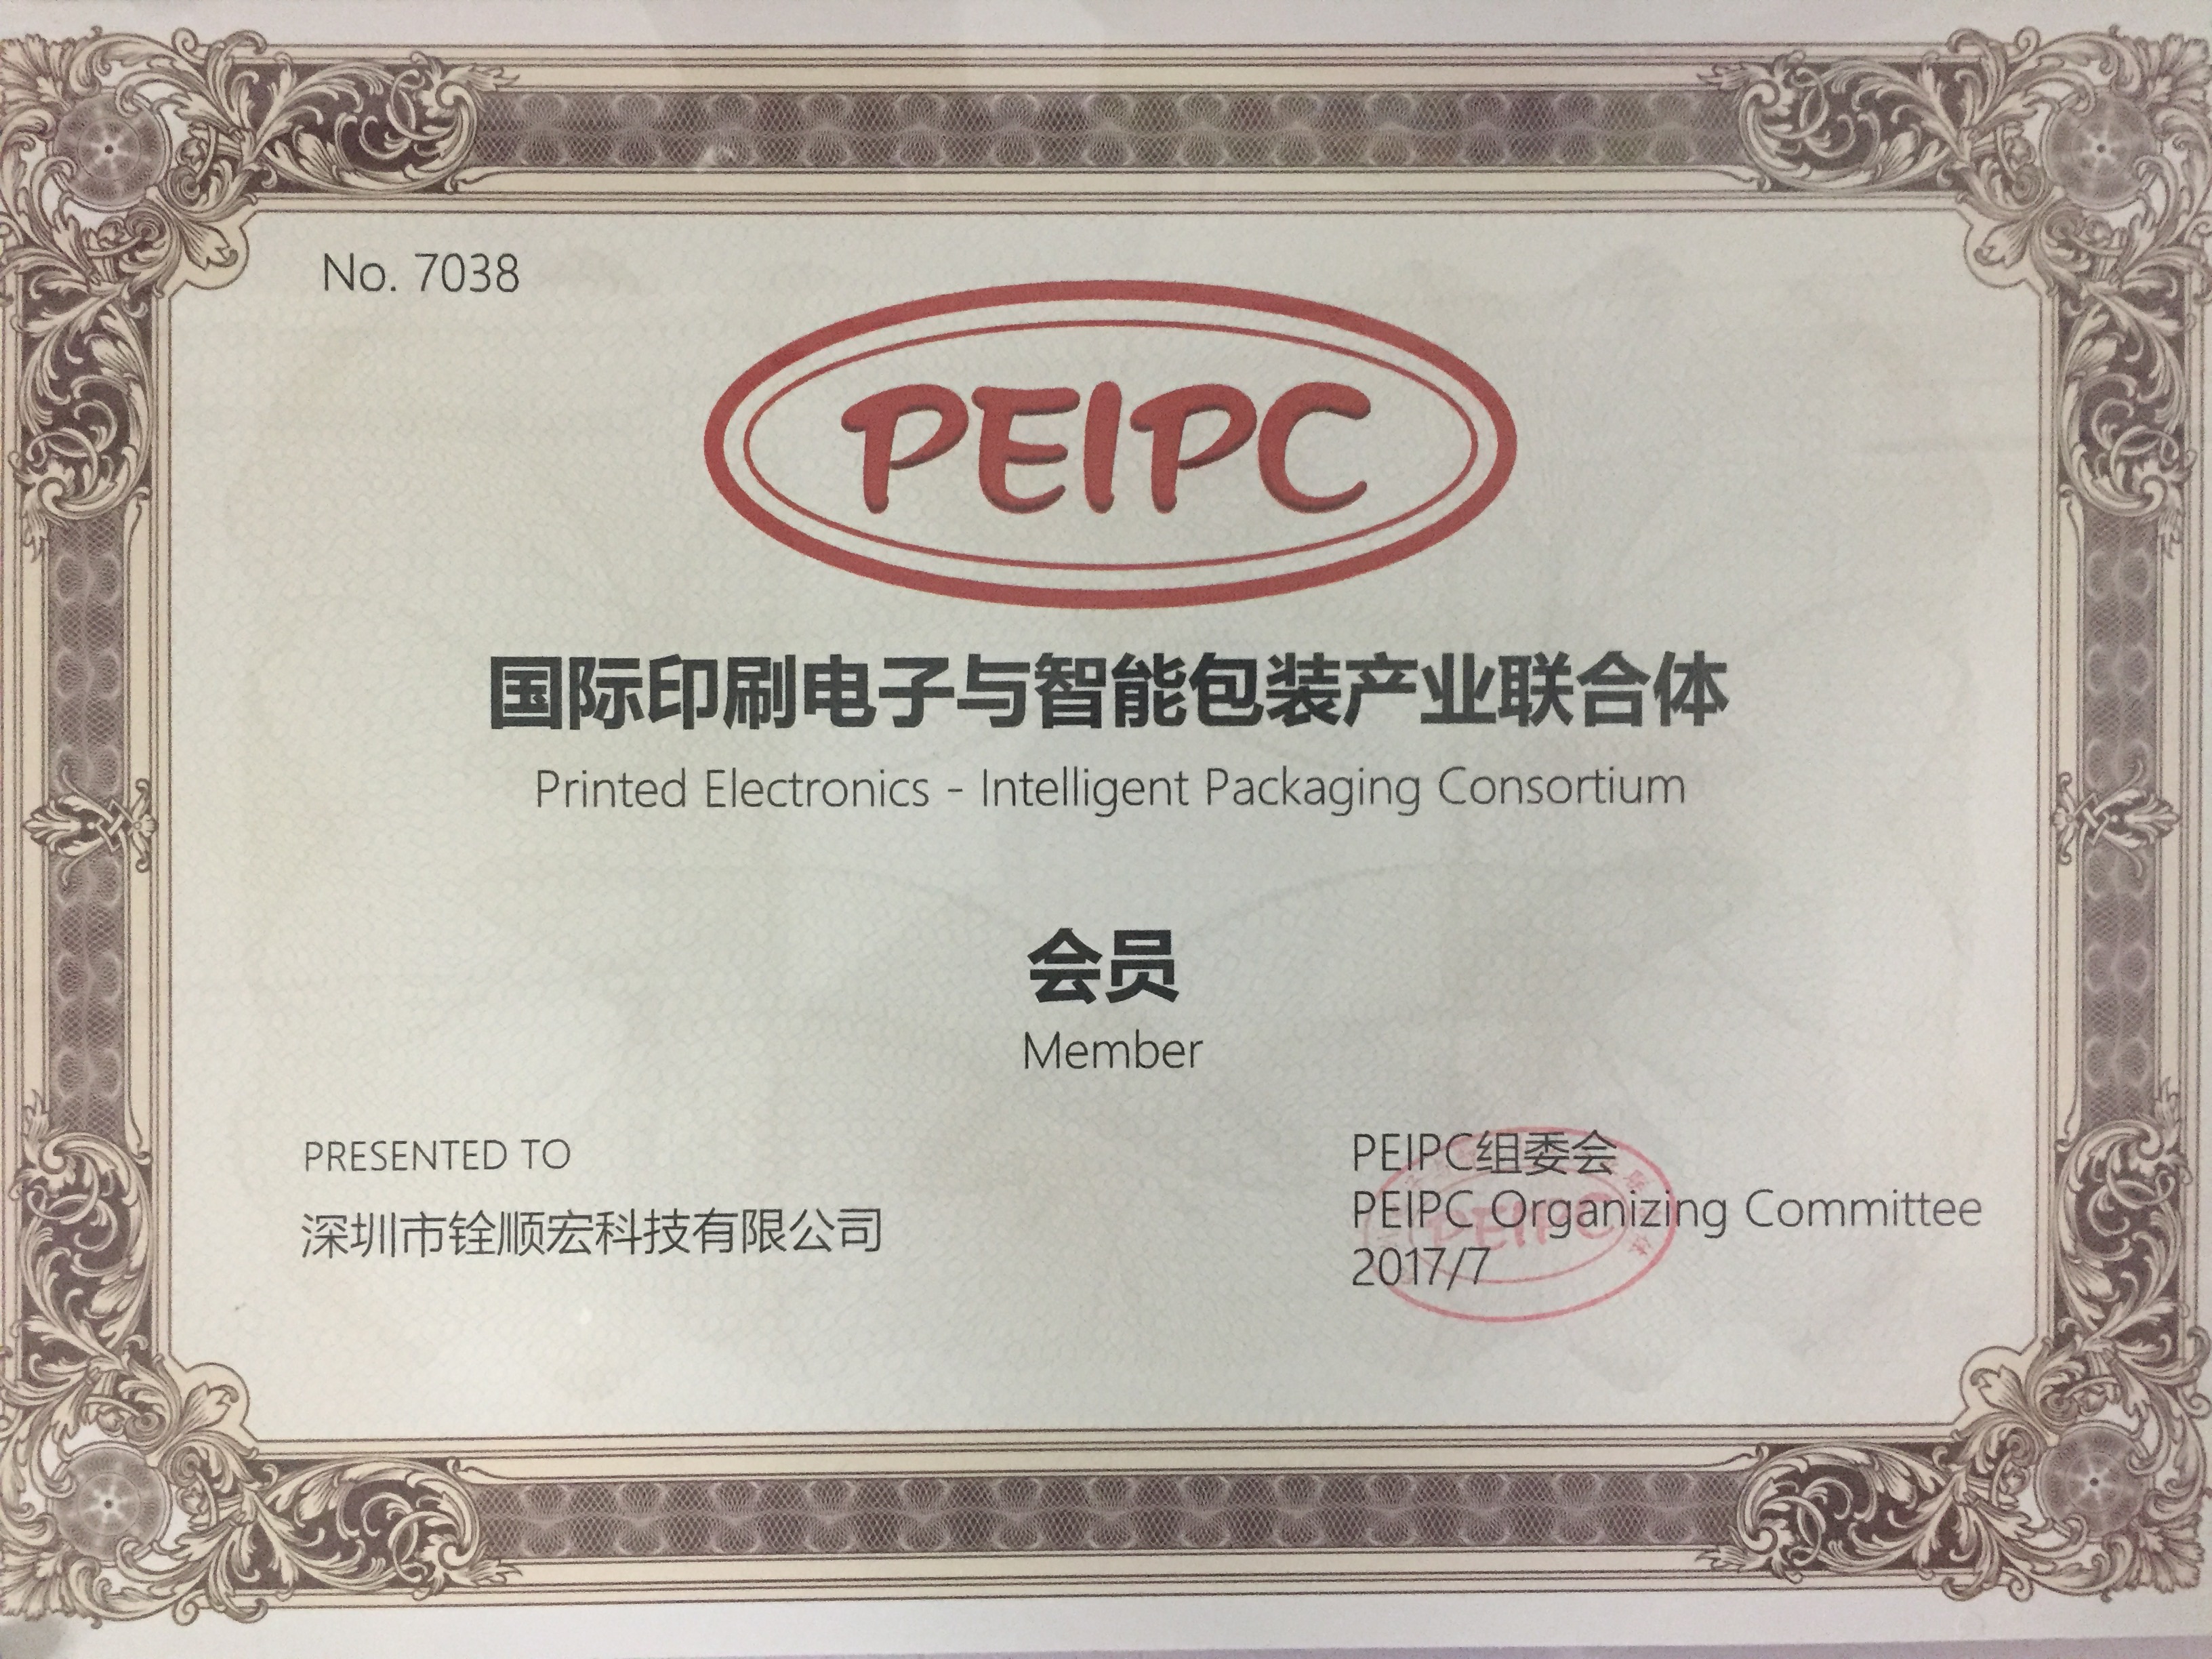 No. 7038
PEIPC
国际印刷电子与智能包装产业联合体
Printed Electronics - Intelligent Packaging Consortium
会员
Member
PRESENTED TO
深圳市铨顺宏科技有限公司
PEIPC组委会
PEIPC Organizing Committee
2017/7
PEIPC